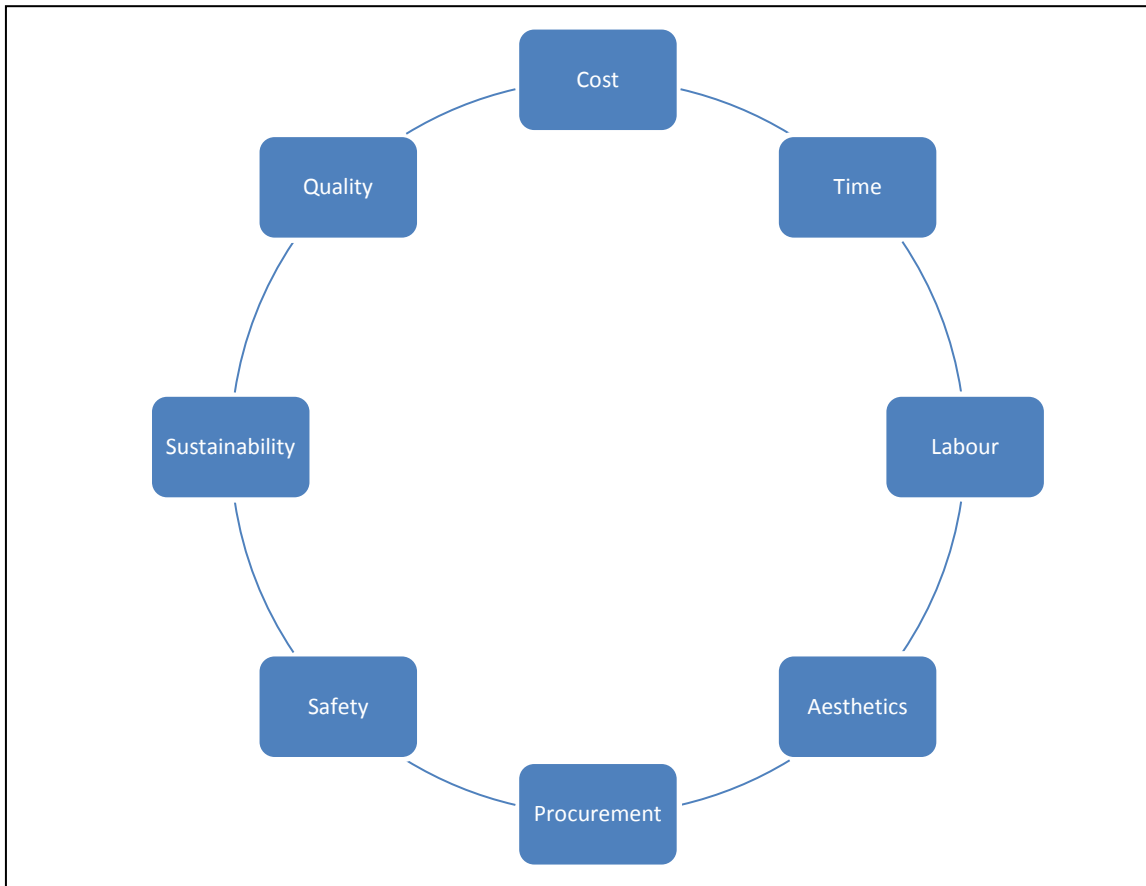 Cost
Time
Labour
Aesthetics
Procurement
Safety
Sustainability
Quality